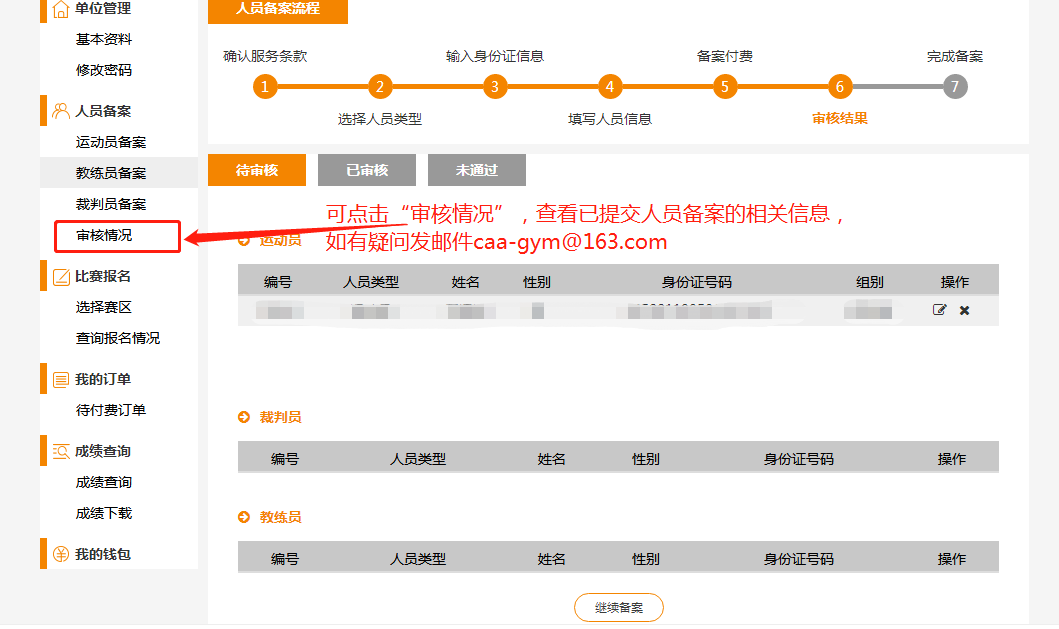 单位管理
基本资料
修改密码
人员备案
运动员备案
教练员备案
裁判员备案
审核情况
比赛报名
选择赛区
查询报名情况
我的订单
待付费订单
成绩查询
成绩查询
成绩下载
我的钱包
人员备案流程
确认服务条款 输入身份证信息 备案付费 完成备案
1 2 3 4 5 6 7
选择人员类型 填写人员信息 审核结果
待审核 已审核 未通过
可点击“审核情况”，查看已提交人员备案的相关信息，
如有疑问发邮件caa-gym@163.com
运动员
编号 人员类型 姓名 性别 身份证号码 组别 操作
裁判员
编号 人员类型 姓名 性别 身份证号码 操作
教练员
编号 人员类型 姓名 性别 身份证号码 操作
继续备案